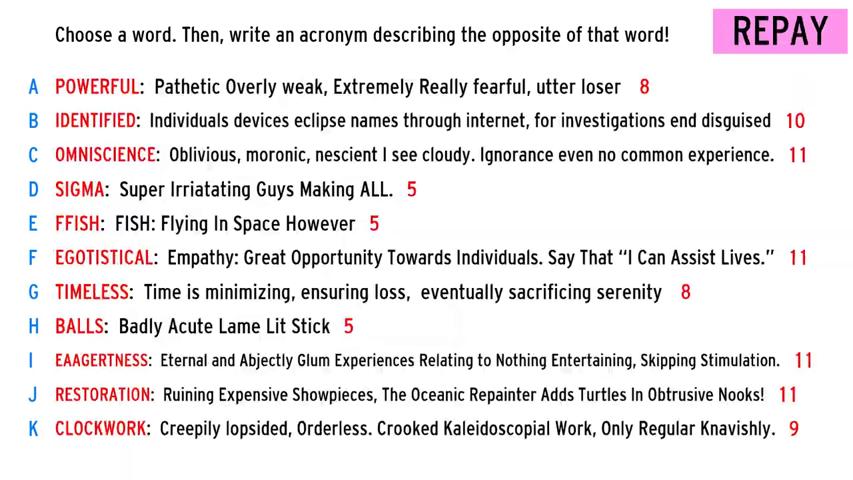 Choose a word. Then, write an acronym describing the opposite of that word!
REPAY
A POWERFUL: Pathetic Overly weak, Extremely Really fearful, utter loser 8
B IDENTIFIED: Individuals devices eclipse names through internet, for investigations end disguised 10
C OMNISCIENCE: Oblivious, moronic, nescient I see cloudy. Ignorance even no common experience. 11
D SIGMA: Super Irriatating Guys Making ALL. 5
E FFISH: FISH: Flying In Space However 5
F EGOTISTICAL: Empathy: Great Opportunity Towards Individuals. Say That “I Can Assist Lives.” 11
G TIMELESS: Time is minimizing, ensuring loss, eventually sacrificing serenity 8
H BALLS: Badly Acute Lame Lit Stick 5
I EAAGERTNESS: Eternal and Abjectly Glum Experiences Relating to Nothing Entertaining, Skipping Stimulation. 11
J RESTORATION: Ruining Expensive Showpieces, The Oceanic Repainter Adds Turtles In Obtrusive Nooks! 11
K CLOCKWORK: Creepily lopsided, Orderless. Crooked Kaleidoscopial Work, Only Regular Knavishly. 9